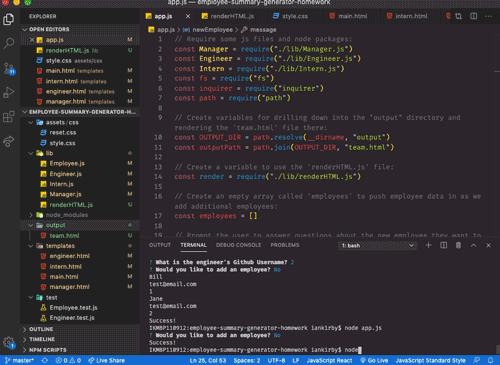 app.js — employee-summary-generator-homework
EXPLORER
OPEN EDITORS
app.js U
renderHTML.js lib U
style.css assets/css
main.html templates
intern.html templates
engineer.html templates
manager.html templates
EMPLOYEE-SUMMARY-GENERATOR-H...
assets / css
reset.css
style.css
lib
Employee.js
Engineer.js
Intern.js
Manager.js
renderHTML.js U
node_modules
output
team.html U
templates
engineer.html
intern.html
main.html
manager.html
test
Employee.test.js
Engineer.test.js
OUTLINE
TIMELINE
NPM SCRIPTS
app.js U
renderHTML.js U
style.css
main.html
intern.html
app.js > newEmployee > message
1 // Require some js files and node packages:
2 const Manager = require("./lib/Manager.js")
3 const Engineer = require("./lib/Engineer.js")
4 const Intern = require("./lib/Intern.js")
5 const fs = require("fs")
6 const inquirer = require("inquirer")
7 const path = require("path")
8
9 // Create variables for drilling down into the "output" directory and
rendering the 'team.html' file there:
10 const OUTPUT_DIR = path.resolve(__dirname, "output")
11 const outputPath = path.join(OUTPUT_DIR, "team.html")
12
13 // Create a variable to use the 'renderHTML.js' file:
14 const render = require("./lib/renderHTML.js")
15
16 // Create an empty array called 'employees' to push employee data in as we
add additional employees:
17 const employees = []
18
19 // Prompt the user to answer questions about the new employee they want to
OUTPUT TERMINAL DEBUG CONSOLE PROBLEMS 1: bash
? What is the engineer's Github Username? 2
? Would you like to add an employee? No
Bill
test@email.com
1
Jane
test@email.com
2
Success!
IKMBP110912:employee-summary-generator-homework iankirby$ node app.js
? Would you like to add an employee? No
Success!
IKMBP110912:employee-summary-generator-homework iankirby$ node
master* 0 0 Live Share Ln 25, Col 53 Spaces: 2 UTF-8 LF JavaScript React Go Live JavaScript Standard Style